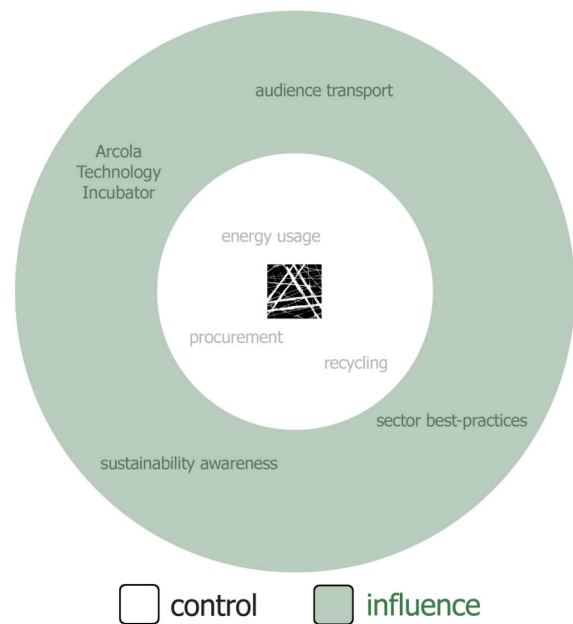 audience transport
Arcola
Technology
Incubator
energy usage
procurement
recycling
sector best-practices
sustainability awareness
control
influence